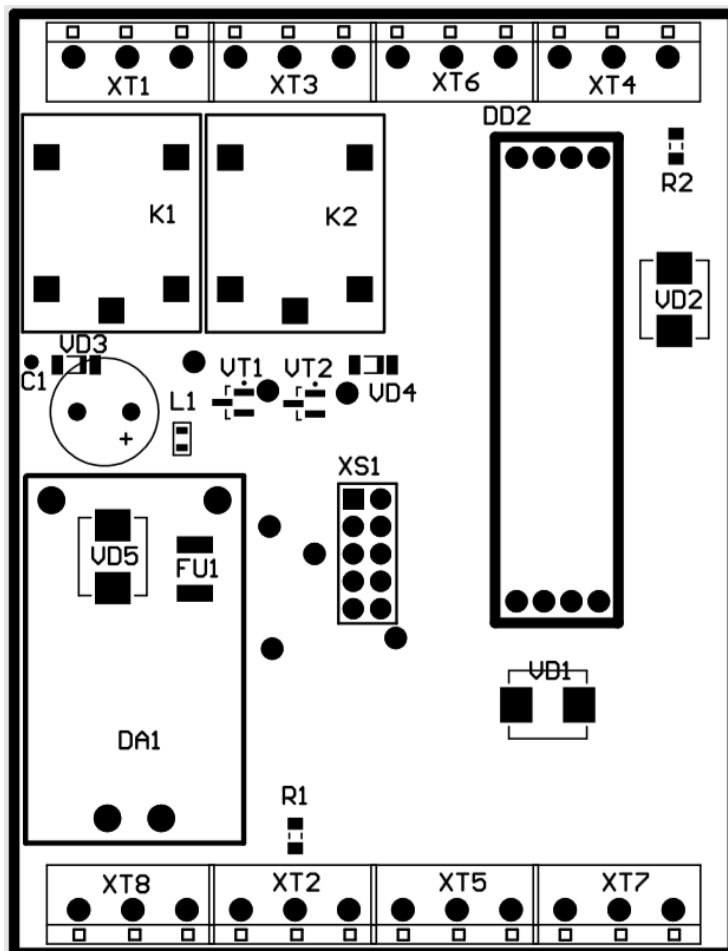 XT1 XT3 XT6 XT4
DD2
R2
K1 K2
VD2
VD3
VT1 VT2
C1 L1 VD4
+
XS1
VD5 FU1
VD1
DA1
R1
XT8 XT2 XT5 XT7